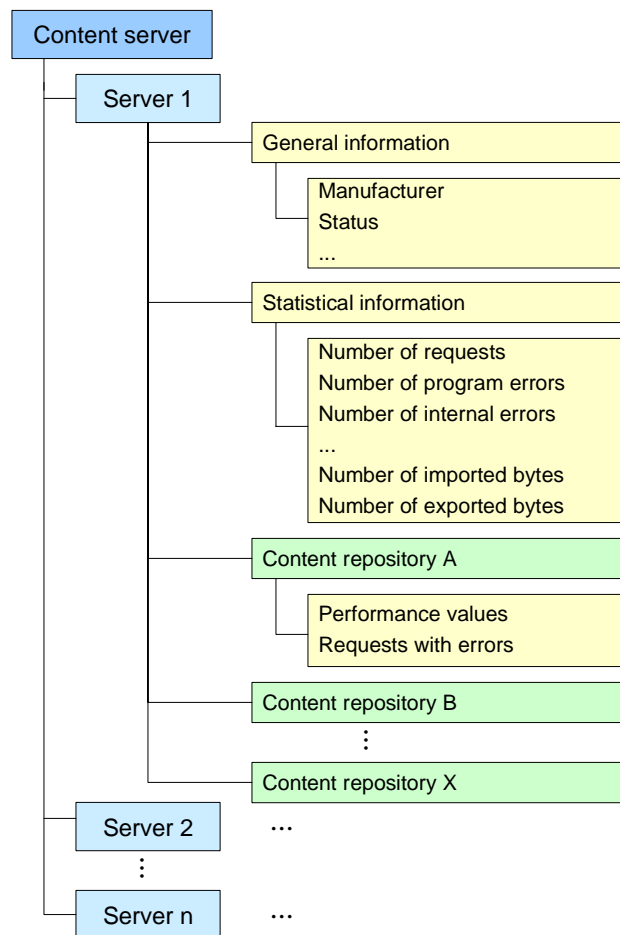 Content server
Server 1
General information
Manufacturer
Status
...
Statistical information
Number of requests
Number of program errors
Number of internal errors
...
Number of imported bytes
Number of exported bytes
Content repository A
Performance values
Requests with errors
Content repository B
...
Content repository X
Server 2 ...
...
Server n ...